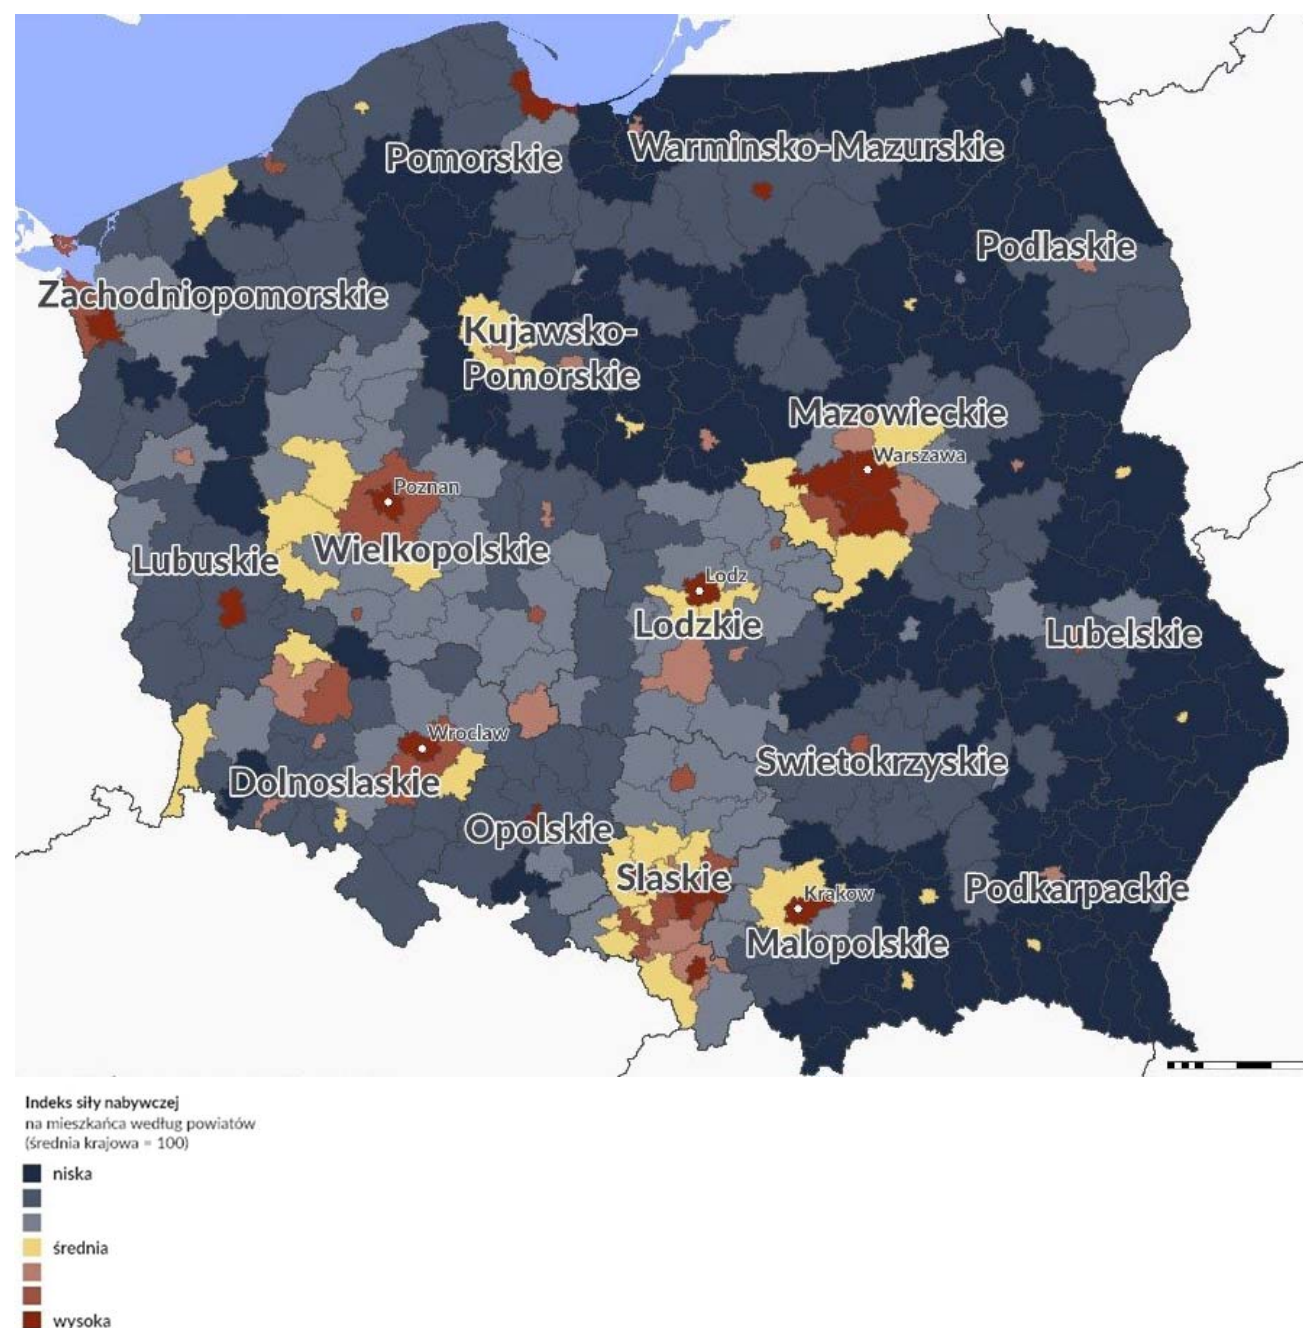 Pomorskie
Warminsko-Mazurskie
Podlaskie
Zachodniopomorskie
Kujawsko-
Pomorskie
Mazowieckie
Warszawa
Poznan
Lubuskie
Wielkopolskie
Lodz
Lodzkie
Lubelskie
Wroclaw
Dolnoslaskie
Swietokrzyskie
Opolskie
Slaskie
Krakow
Podkarpackie
Malopolskie
Indeks siły nabywczej
na mieszkańca według powiatów
(średnia krajowa = 100)
niska
średnia
wysoka